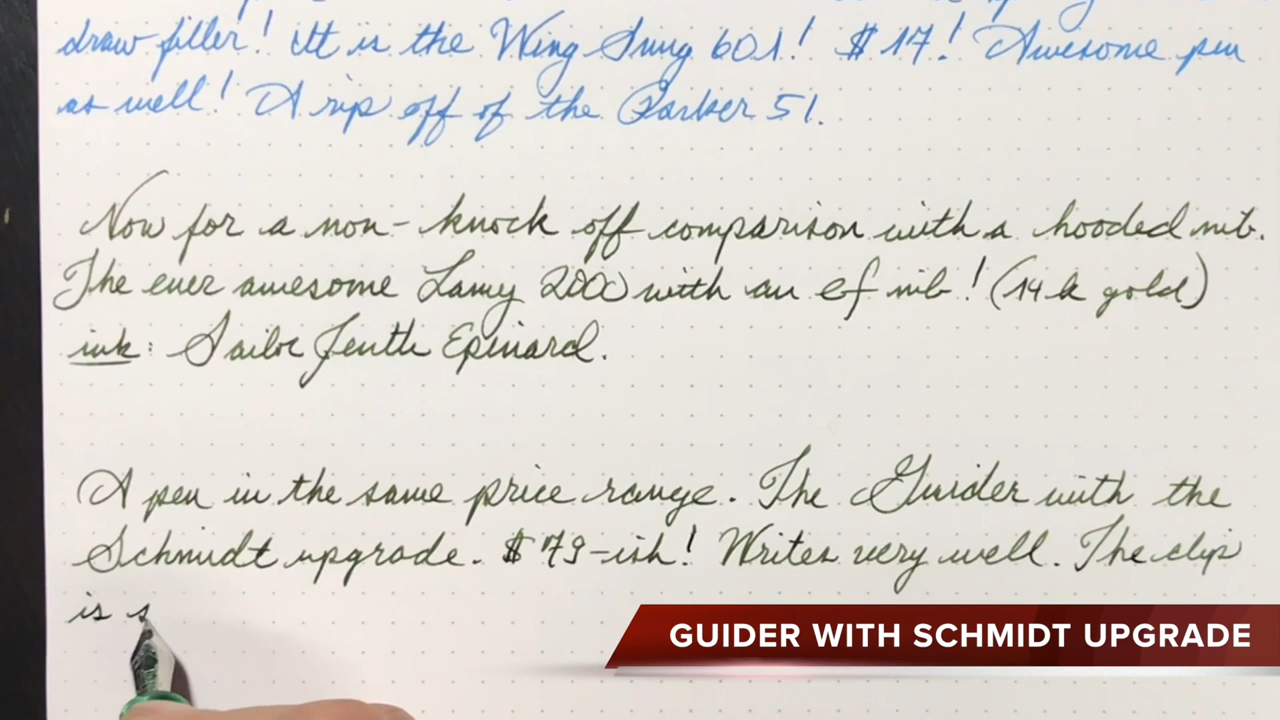 draw filler! It is the Wing Sung 601! $17! Awesome pen
as well! A rip off of the Parker 51.
Now for a non-knock off comparison with a hooded nib.
The ever awesome Lamy 2000 with an ef nib! (14k gold)
ink: Sailor Jentle Epinard.
A pen in the same price range. The Guider with the
Schmidt upgrade. $79-ish! Writes very well. The clip
is s
GUIDER WITH SCHMIDT UPGRADE